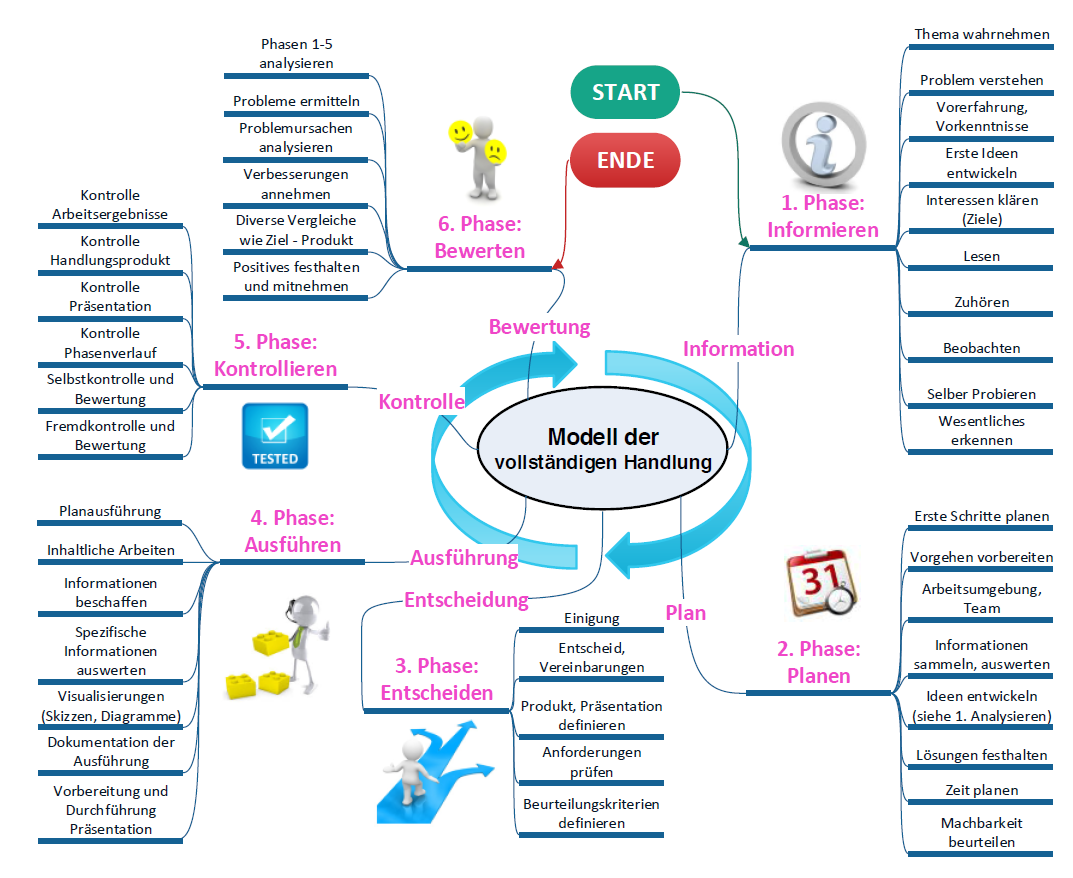 START
ENDE
Modell der
vollständigen Handlung
Information
1. Phase:
Informieren
Thema wahrnehmen
Problem verstehen
Vorerfahrung,
Vorkenntnisse
Erste Ideen
entwickeln
Interessen klären
(Ziele)
Lesen
Zuhören
Beobachten
Selber Probieren
Wesentliches
erkennen
Plan
31
2. Phase:
Planen
Erste Schritte planen
Vorgehen vorbereiten
Arbeitsumgebung,
Team
Informationen
sammeln, auswerten
Ideen entwickeln
(siehe 1. Analysieren)
Lösungen festhalten
Zeit planen
Machbarkeit
beurteilen
Entscheidung
3. Phase:
Entscheiden
Einigung
Entscheid,
Vereinbarungen
Produkt, Präsentation
definieren
Anforderungen
prüfen
Beurteilungskriterien
definieren
Ausführung
4. Phase:
Ausführen
Planausführung
Inhaltliche Arbeiten
Informationen
beschaffen
Spezifische
Informationen
auswerten
Visualisierungen
(Skizzen, Diagramme)
Dokumentation der
Ausführung
Vorbereitung und
Durchführung
Präsentation
Kontrolle
5. Phase:
Kontrollieren
TESTED
Kontrolle
Arbeitsergebnisse
Kontrolle
Handlungsprodukt
Kontrolle
Präsentation
Kontrolle
Phasenverlauf
Selbstkontrolle und
Bewertung
Fremdkontrolle und
Bewertung
Bewertung
6. Phase:
Bewerten
Phasen 1-5
analysieren
Probleme ermitteln
Problemursachen
analysieren
Verbesserungen
annehmen
Diverse Vergleiche
wie Ziel - Produkt
Positives festhalten
und mitnehmen